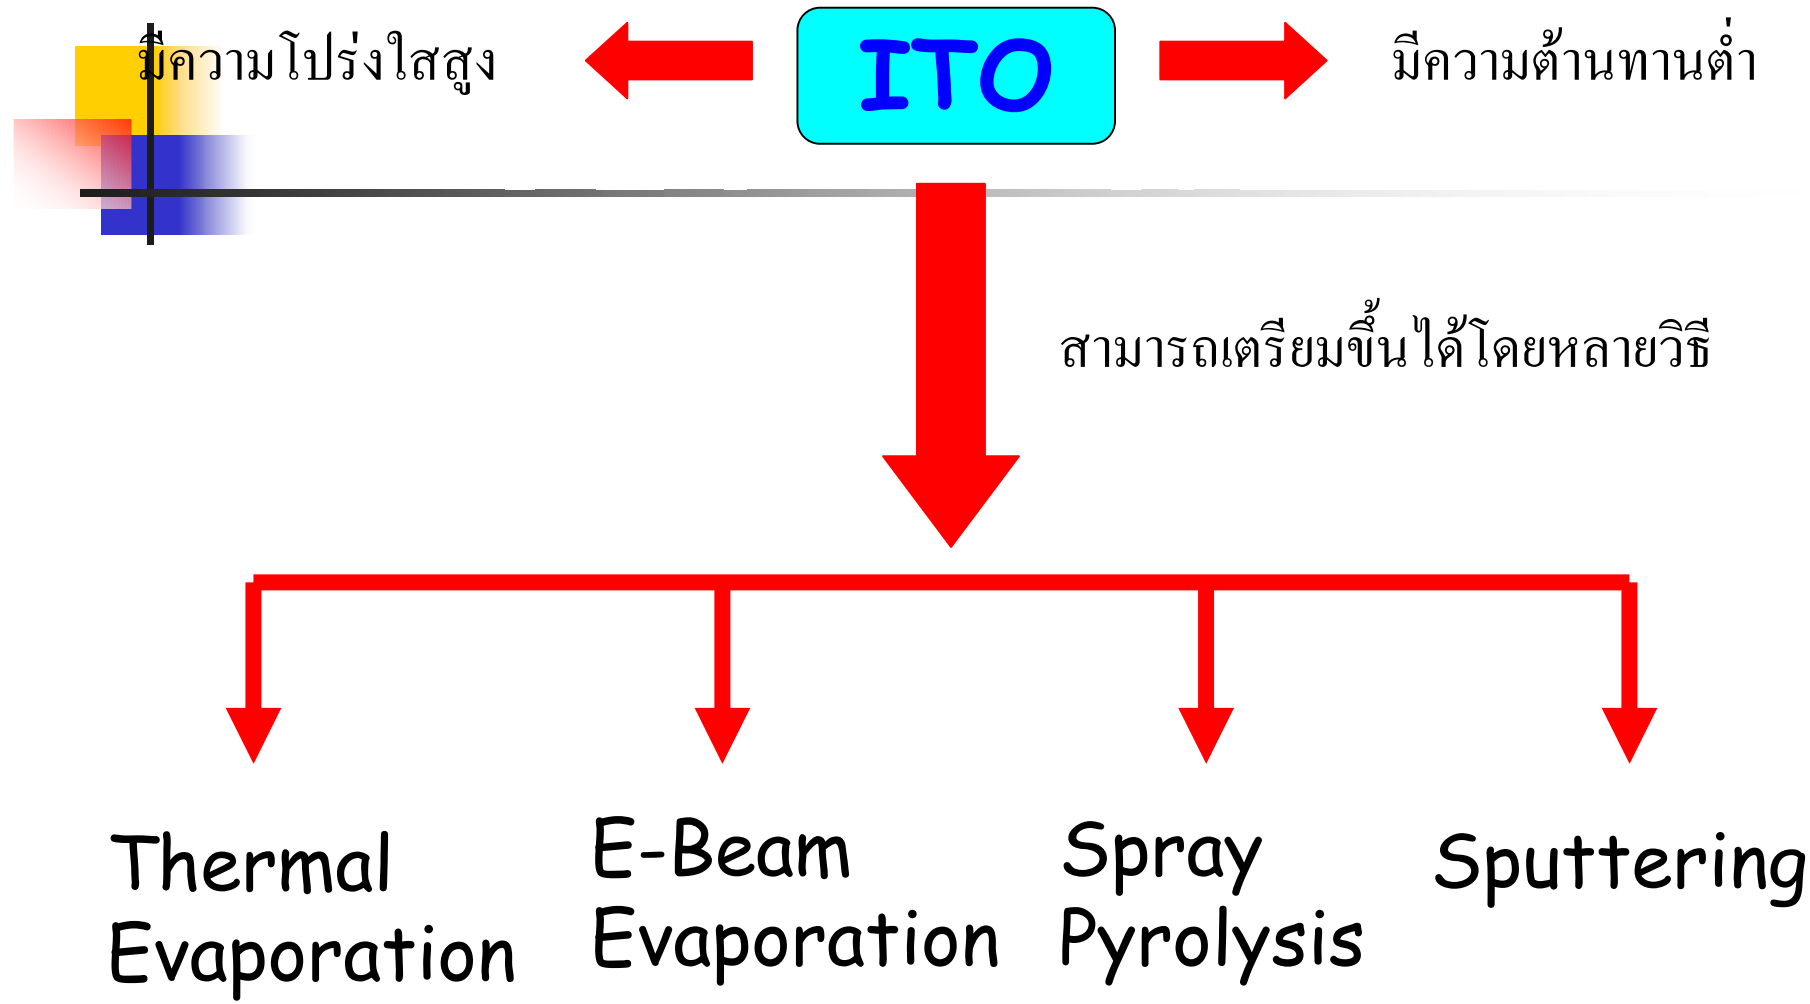 มีความโปร่งใสสูง
ITO
มีความต้านทานต่ำ
สามารถเตรียมขึ้นได้โดยหลายวิธี
Thermal
Evaporation
E-Beam
Evaporation
Spray
Pyrolysis
Sputtering